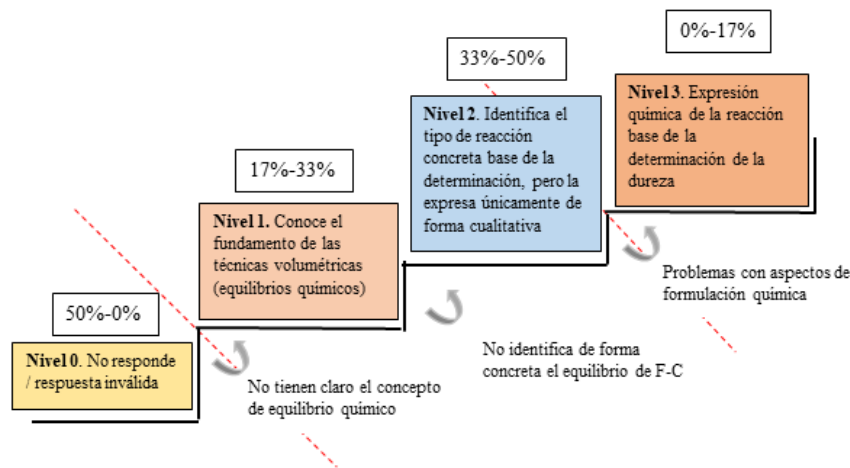 0%-17%
33%-50%
Nivel 3. Expresión
química de la reacción
base de la
determinación de la
dureza
Nivel 2. Identifica el
tipo de reacción
concreta base de la
determinación, pero la
expresa únicamente de
forma cualitativa
17%-33%
Nivel 1. Conoce el
fundamento de las
técnicas volumétricas
(equilibrios químicos)
Problemas con aspectos de
formulación química
50%-0%
Nivel 0. No responde
/ respuesta inválida
No identifica de forma
concreta el equilibrio de F-C
No tienen claro el concepto
de equilibrio químico